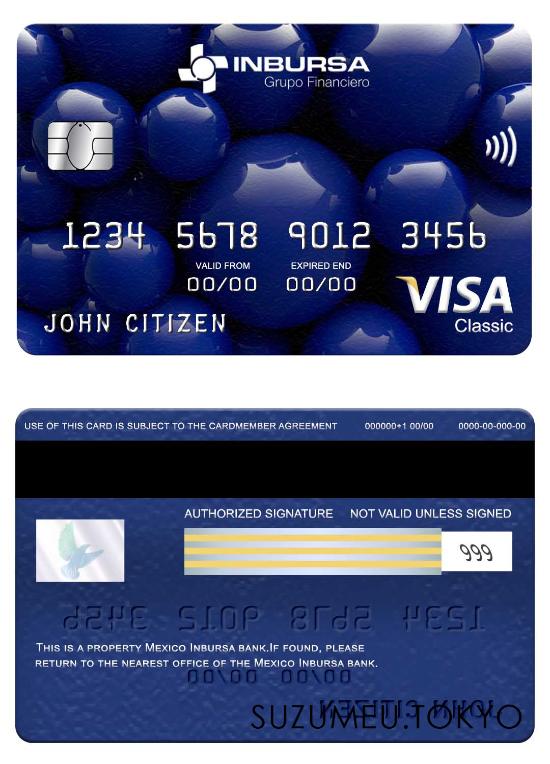 INBURSA
Grupo Financiero
1234 5678 9012 3456
VALID FROM EXPIRED END
00/00 00/00
VISA
Classic
JOHN CITIZEN
USE OF THIS CARD IS SUBJECT TO THE CARDMEMBER AGREEMENT 000000+1 00/00 0000-00-000-00
AUTHORIZED SIGNATURE NOT VALID UNLESS SIGNED
999
THIS IS A PROPERTY MEXICO INBURSA BANK.IF FOUND, PLEASE
RETURN TO THE NEAREST OFFICE OF THE MEXICO INBURSA BANK.
SUZUMEU.TOKYO